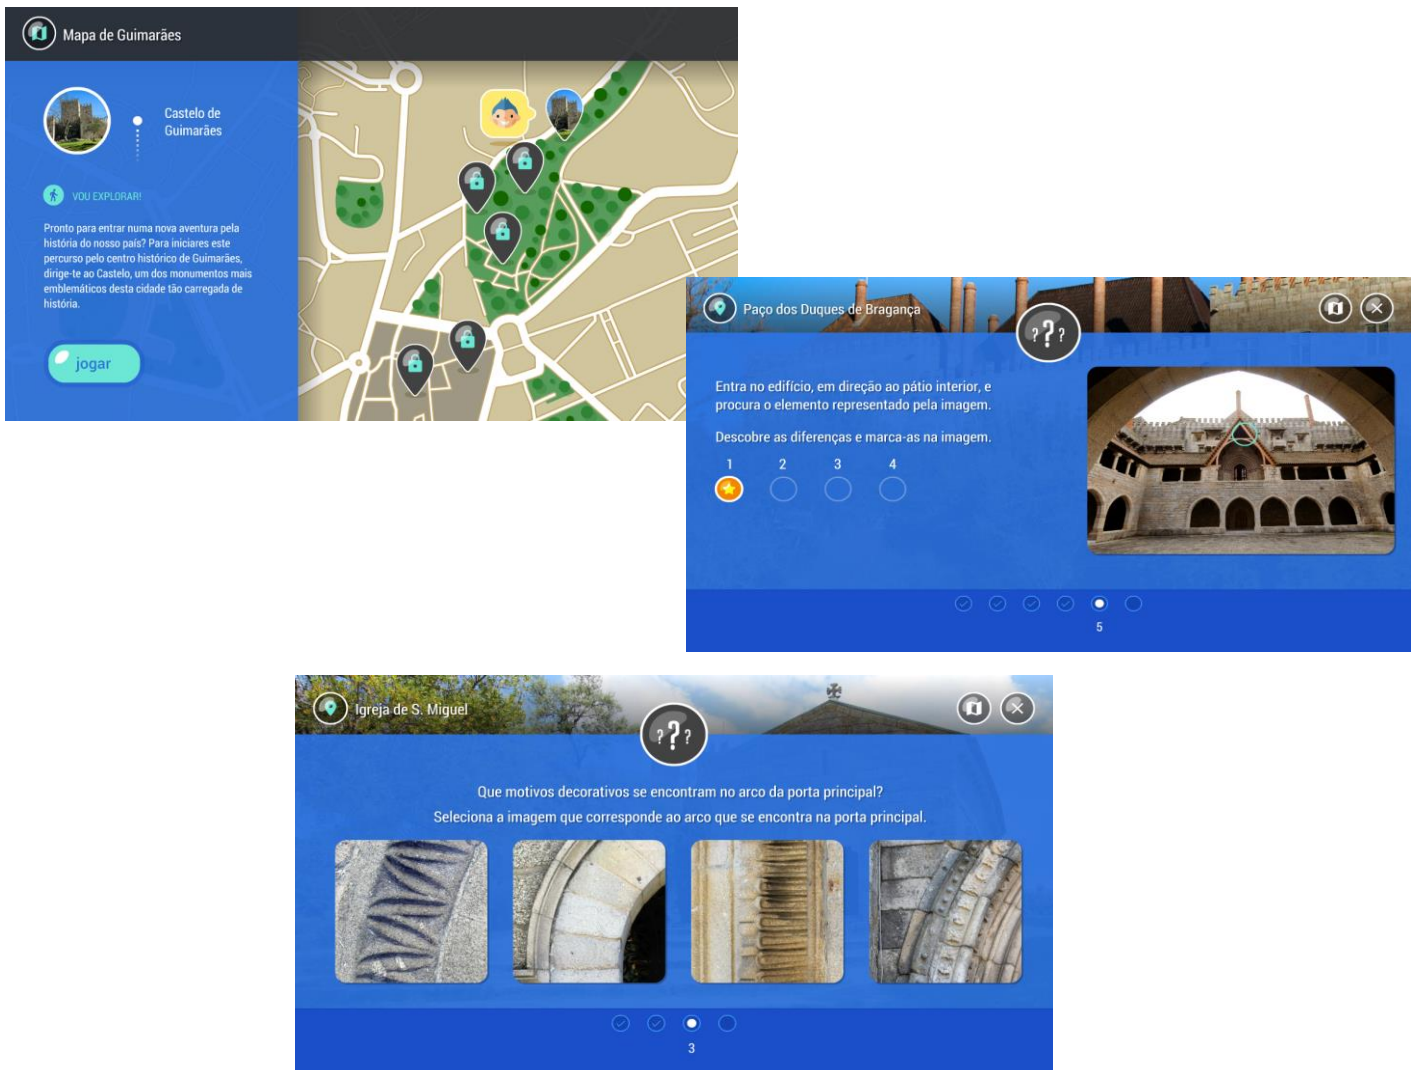 Mapa de Guimarães
Castelo de
Guimarães
VOU EXPLORAR!
Pronto para entrar numa nova aventura pela
história do nosso país? Para iniciares este
percurso pelo centro histórico de Guimarães,
dirige-te ao Castelo, um dos monumentos mais
emblemáticos desta cidade tão carregada de
história.
jogar
Paço dos Duques de Bragança
? ? ?
Entra no edifício, em direção ao pátio interior, e
procura o elemento representado pela imagem.
Descobre as diferenças e marca-as na imagem.
1 2 3 4
5
Igreja de S. Miguel
? ? ?
Que motivos decorativos se encontram no arco da porta principal?
Seleciona a imagem que corresponde ao arco que se encontra na porta principal.
3